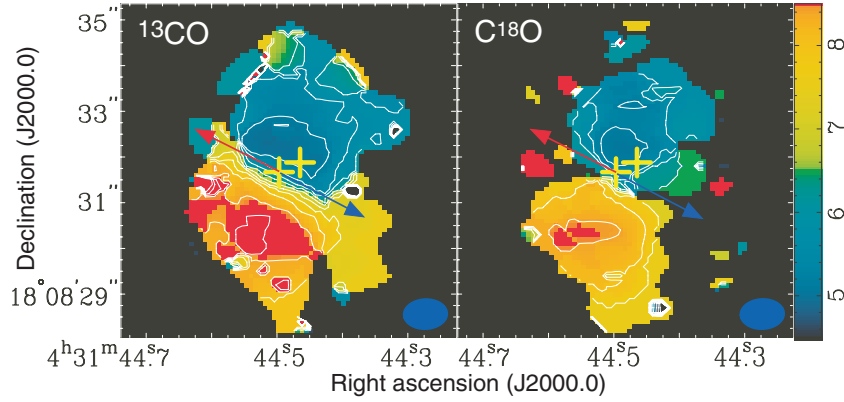 ¹³CO
C¹⁸O
35′′
33′′
31′′
18°08′29′′
Declination (J2000.0)
4ʰ31ᵐ44ˢ.7
44ˢ.5
44ˢ.3
44ˢ.7
44ˢ.5
44ˢ.3
Right ascension (J2000.0)
8
7
6
5